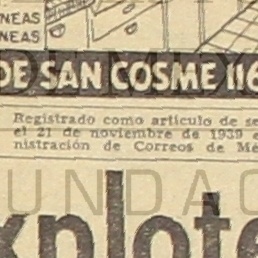 NEAS
NEAS
DE SAN COSME 116
Registrado como artículo de se
el 21 de noviembre de 1939 e
nistración de Correos de Mé
UNDAC
xplote